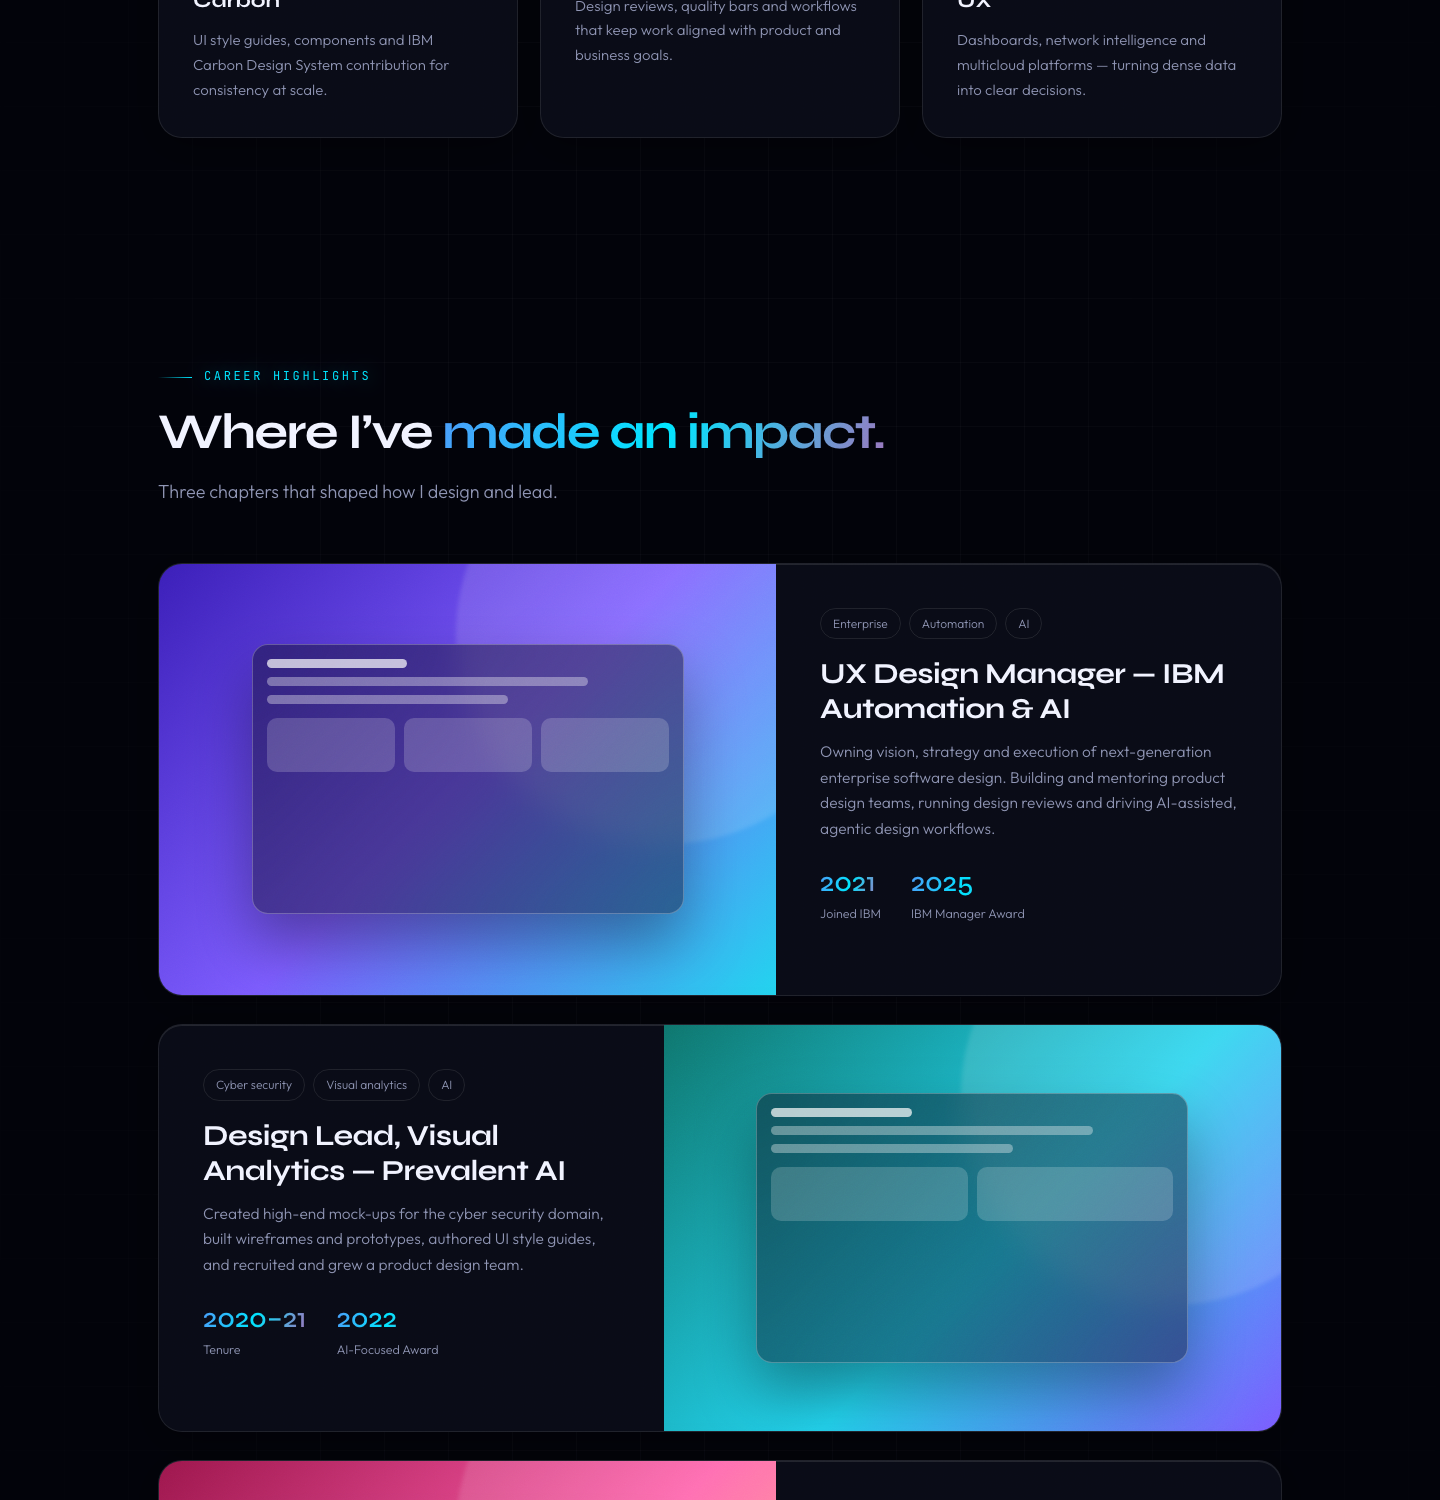 Carbon
UI style guides, components and IBM
Carbon Design System contribution for
consistency at scale.
Design reviews, quality bars and workflows
that keep work aligned with product and
business goals.
UX
Dashboards, network intelligence and
multicloud platforms — turning dense data
into clear decisions.
CAREER HIGHLIGHTS
Where I’ve made an impact.
Three chapters that shaped how I design and lead.
Enterprise Automation AI
UX Design Manager — IBM
Automation & AI
Owning vision, strategy and execution of next-generation
enterprise software design. Building and mentoring product
design teams, running design reviews and driving AI-assisted,
agentic design workflows.
2021 2025
Joined IBM IBM Manager Award
Cyber security Visual analytics AI
Design Lead, Visual
Analytics — Prevalent AI
Created high-end mock-ups for the cyber security domain,
built wireframes and prototypes, authored UI style guides,
and recruited and grew a product design team.
2020–21 2022
Tenure AI-Focused Award